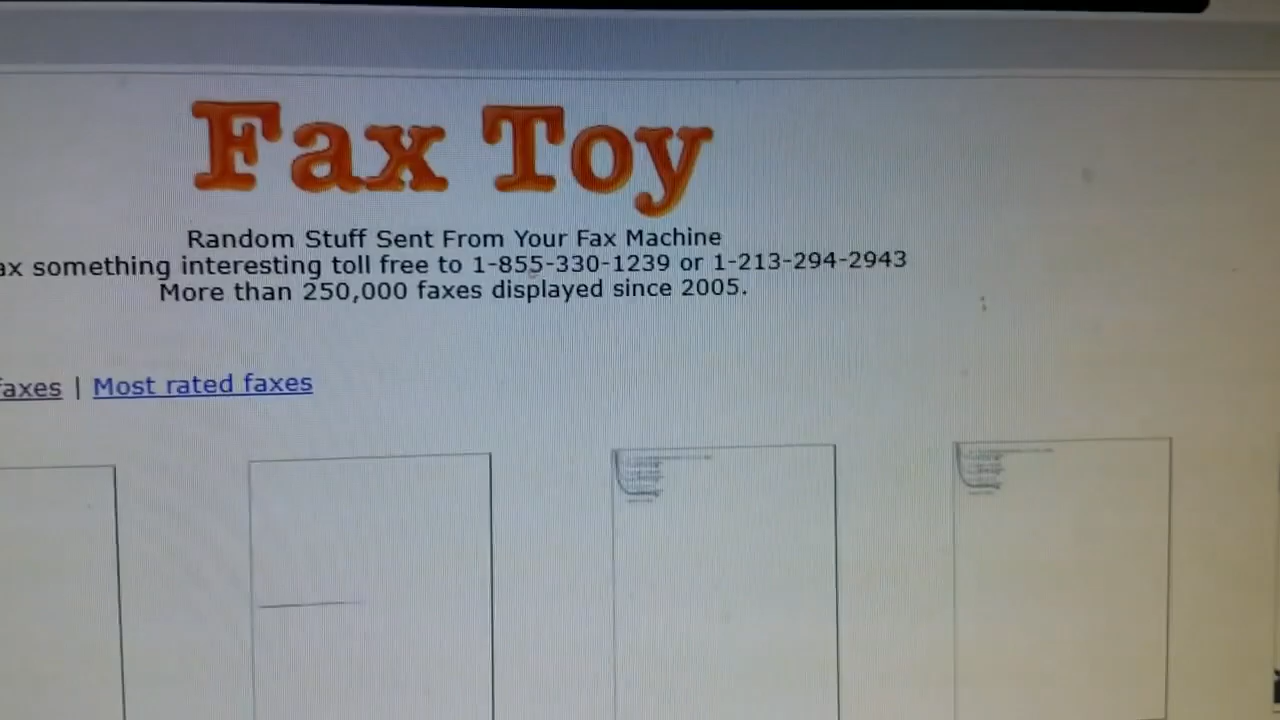 Fax Toy
Random Stuff Sent From Your Fax Machine
ax something interesting toll free to 1-855-330-1239 or 1-213-294-2943
More than 250,000 faxes displayed since 2005.
faxes | Most rated faxes